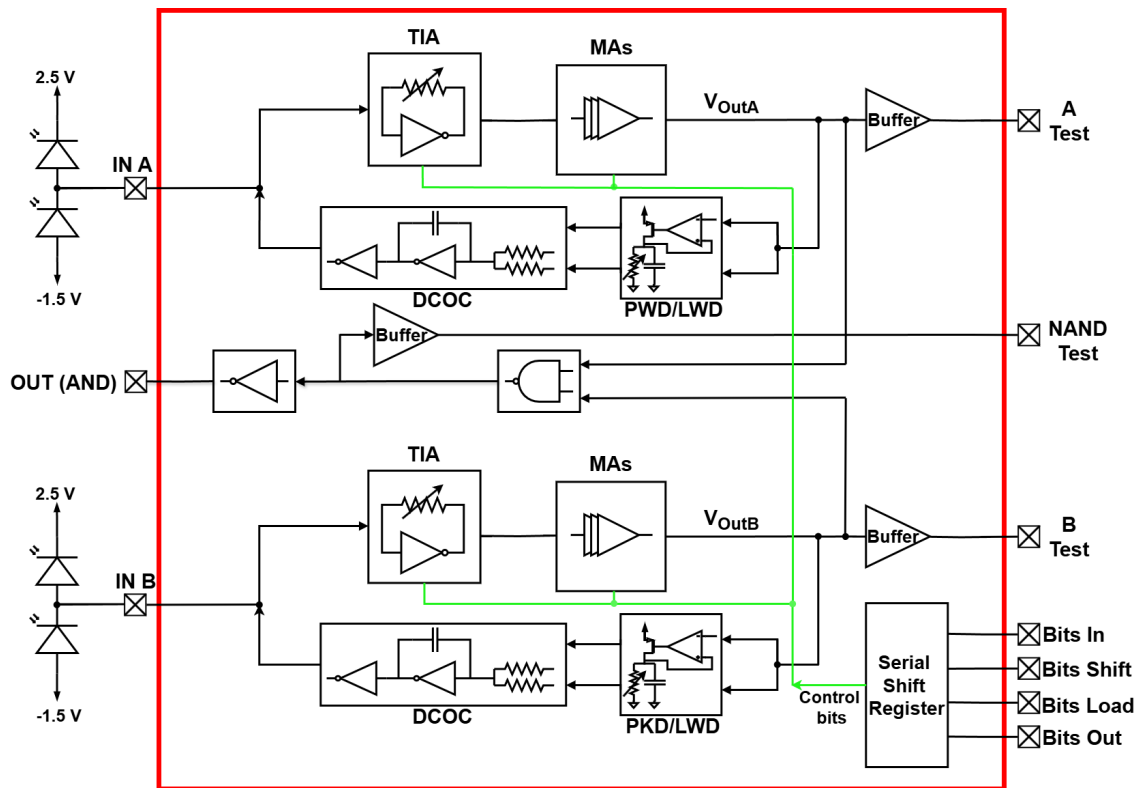 TIA
MAs
2.5 V
V_OutA
Buffer
A
Test
IN A
-1.5 V
DCOC
PWD/LWD
Buffer
NAND
Test
OUT (AND)
TIA
MAs
2.5 V
V_OutB
Buffer
B
Test
IN B
-1.5 V
DCOC
PKD/LWD
Control
bits
Serial
Shift
Register
Bits In
Bits Shift
Bits Load
Bits Out